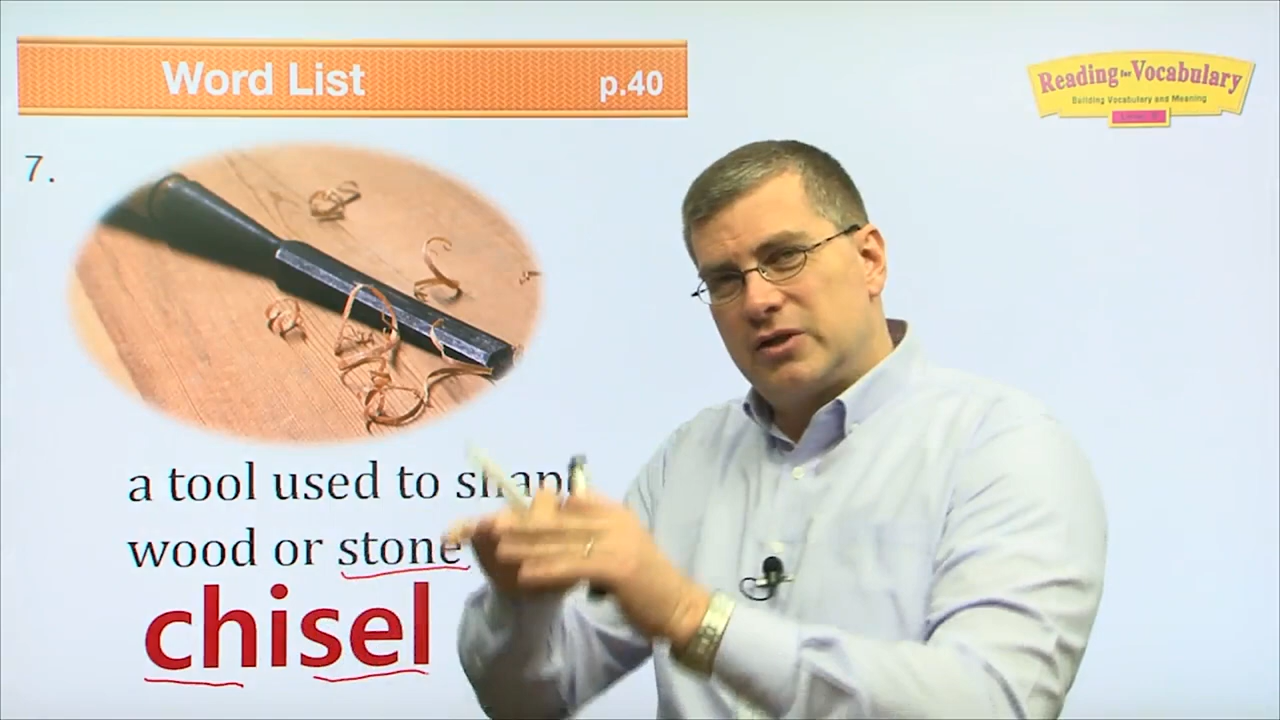 Word List p.40
Reading for Vocabulary
Building Vocabulary and Meaning
7.
a tool used to
wood or stone
chisel